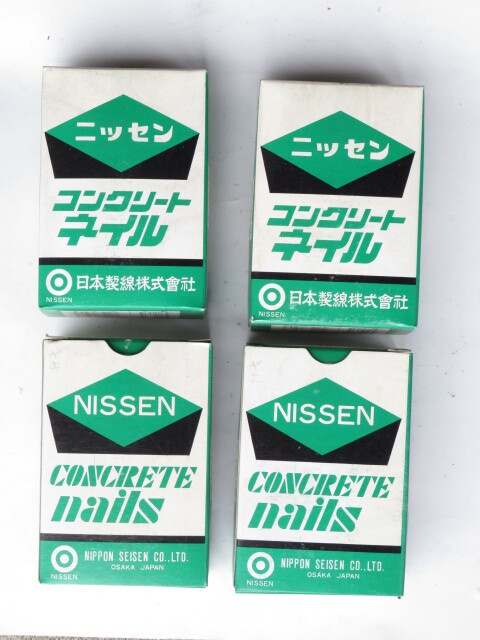 ニッセン
コンクリート
ネイル
NISSEN
日本製線株式會社
ニッセン
コンクリート
ネイル
NISSEN
日本製線株式會社
NISSEN
CONCRETE
nails
NISSEN
NIPPON SEISEN CO.,LTD.
OSAKA JAPAN
NISSEN
CONCRETE
nails
NISSEN
NIPPON SEISEN CO.,LTD.
OSAKA JAPAN